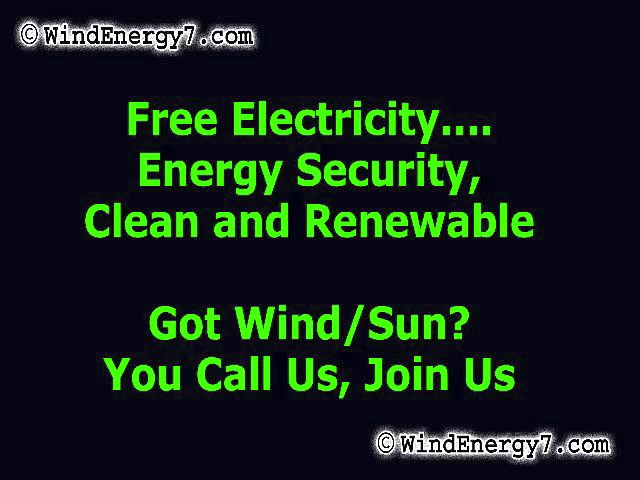 © WindEnergy7.com
Free Electricity....
Energy Security,
Clean and Renewable
Got Wind/Sun?
You Call Us, Join Us
© WindEnergy7.com